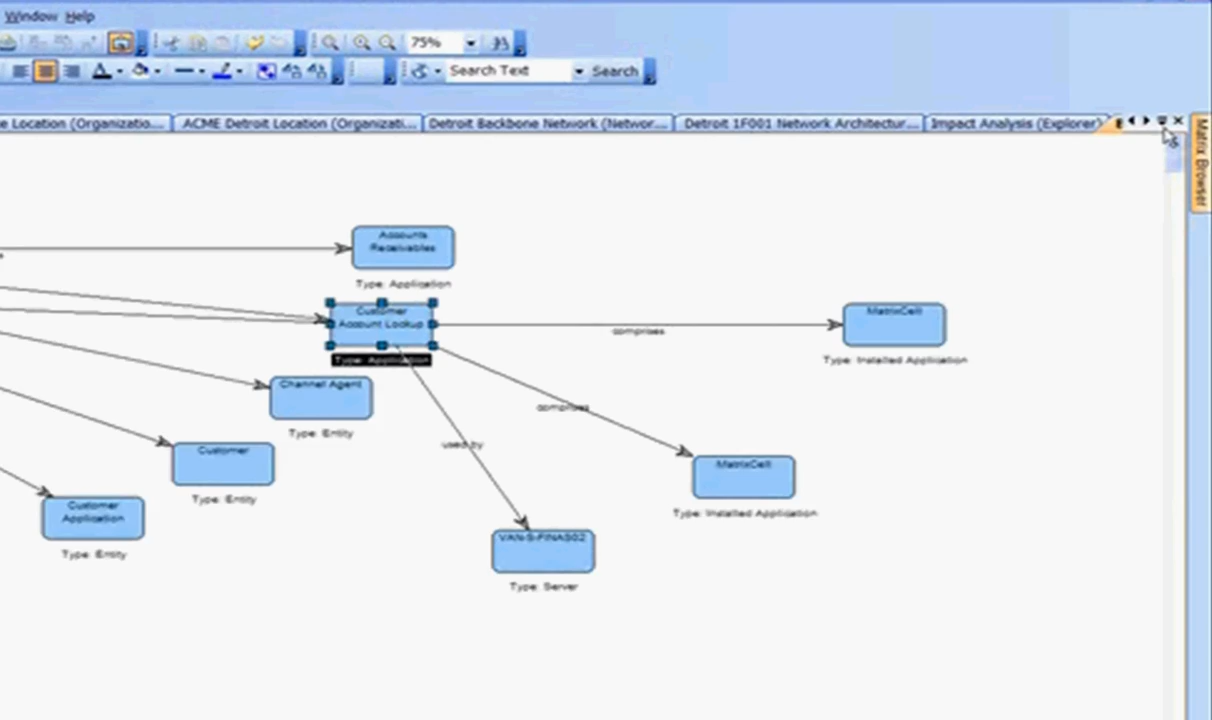 Window Help
75%
Search Text
Search
e Location (Organizatio...
ACME Detroit Location (Organizati...
Detroit Backbone Network (Networ...
Detroit 1F001 Network Architectur...
Impact Analysis (Explorer)
Matrix Browser
Accounts
Receivables
Type: Application
Customer
Account Lookup
Type: Application
comprises
MatrixCell
Type: Installed Application
Channel Agent
Type: Entity
comprises
used by
Customer
Type: Entity
MatrixCell
Type: Installed Application
Customer
Application
Type: Entity
VAN-S-FINAS02
Type: Server